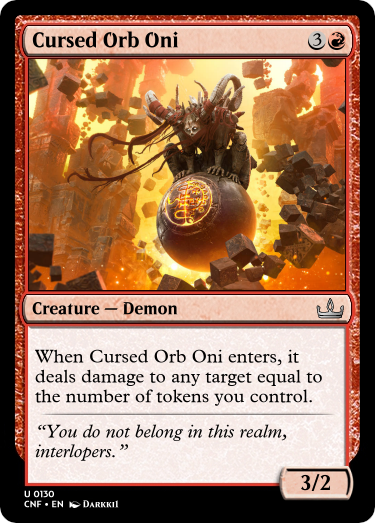 Cursed Orb Oni 3
Creature — Demon
When Cursed Orb Oni enters, it
deals damage to any target equal to
the number of tokens you control.
“You do not belong in this realm,
interlopers.”
3/2
U 0130
CNF • EN Darkki1